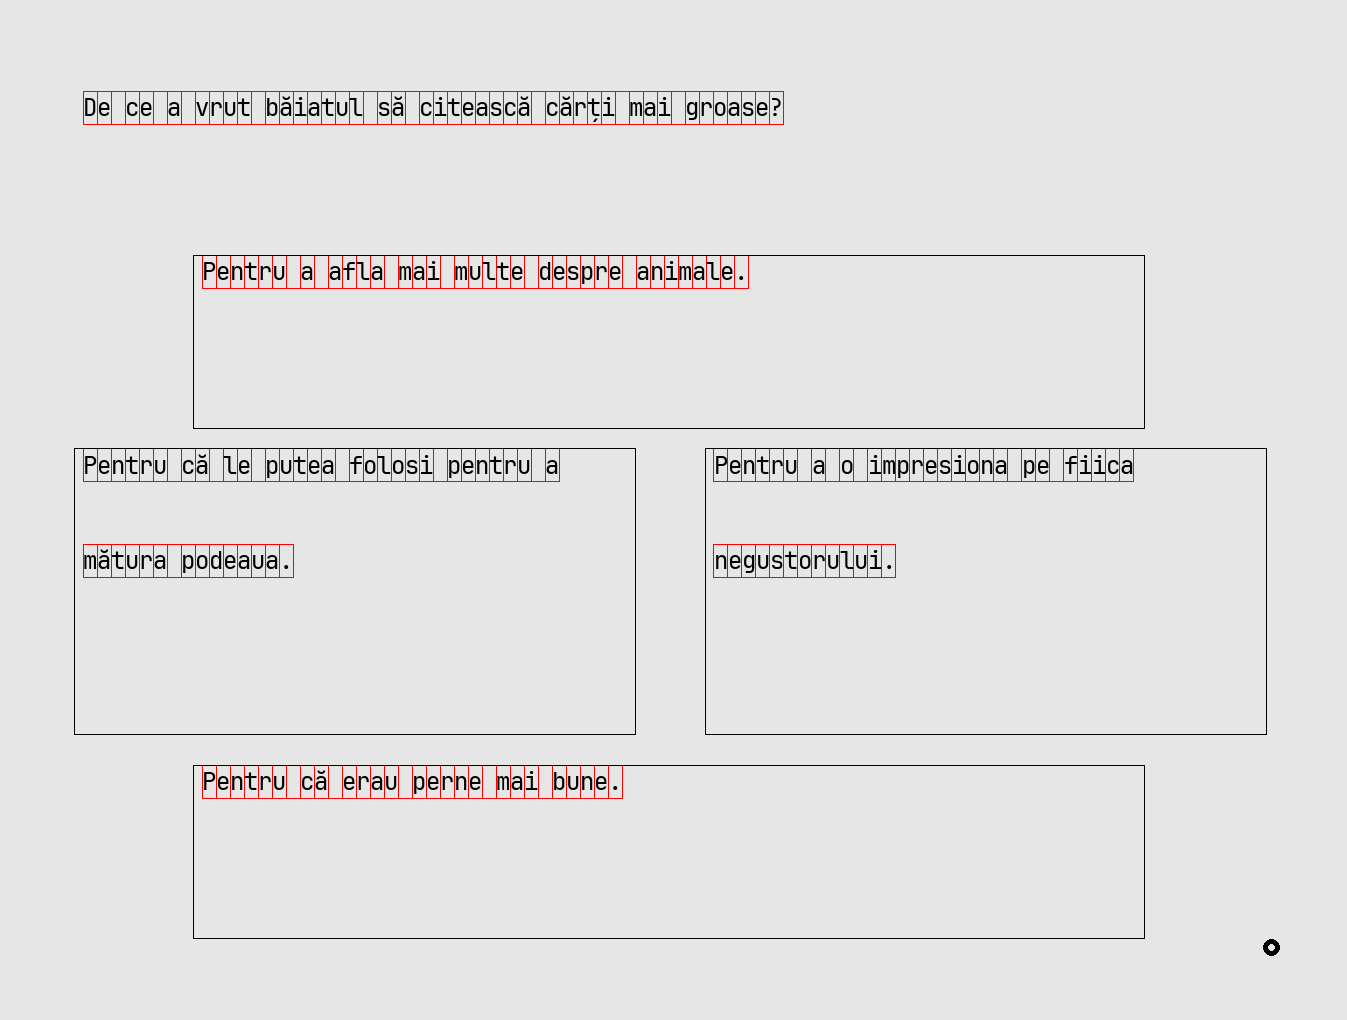 De ce a vrut băiatul să citească cărți mai groase?
Pentru a afla mai multe despre animale.
Pentru că le putea folosi pentru a
mătura podeaua.
Pentru a o impresiona pe fiica
negustorului.
Pentru că erau perne mai bune.